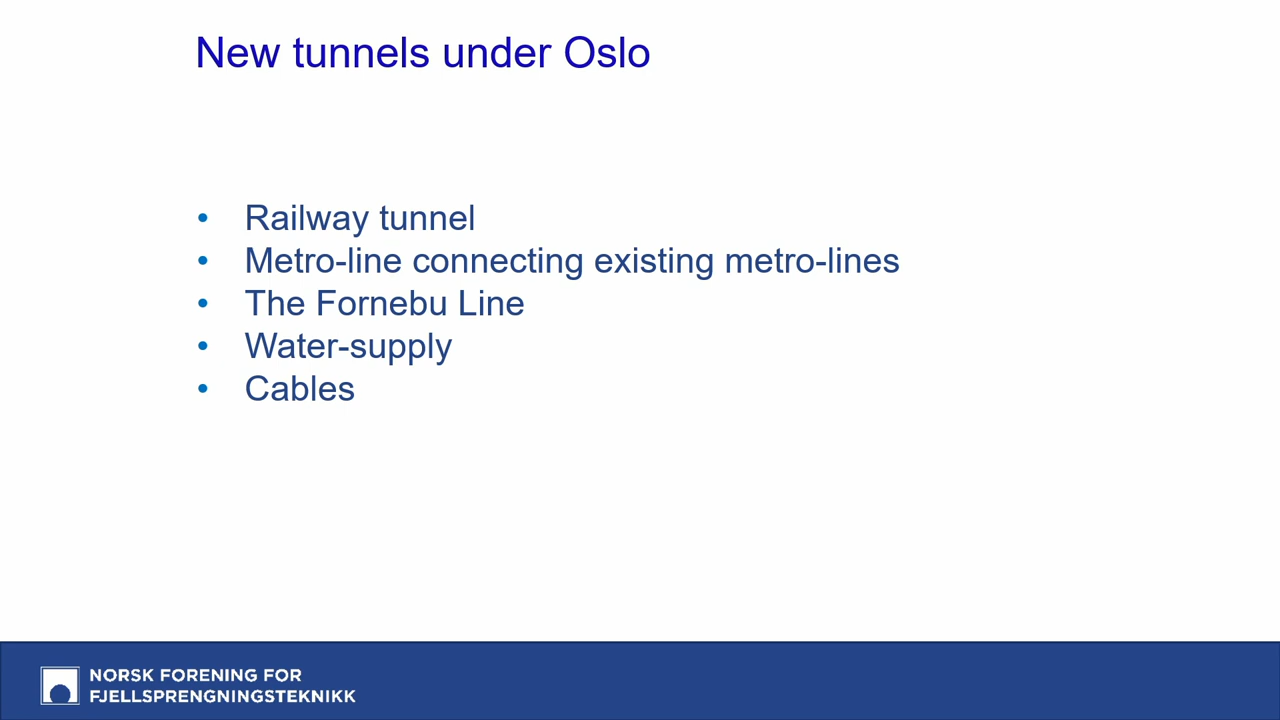 New tunnels under Oslo
• Railway tunnel
• Metro-line connecting existing metro-lines
• The Fornebu Line
• Water-supply
• Cables
NORSK FORENING FOR
FJELLSPRENGNINGSTEKNIKK